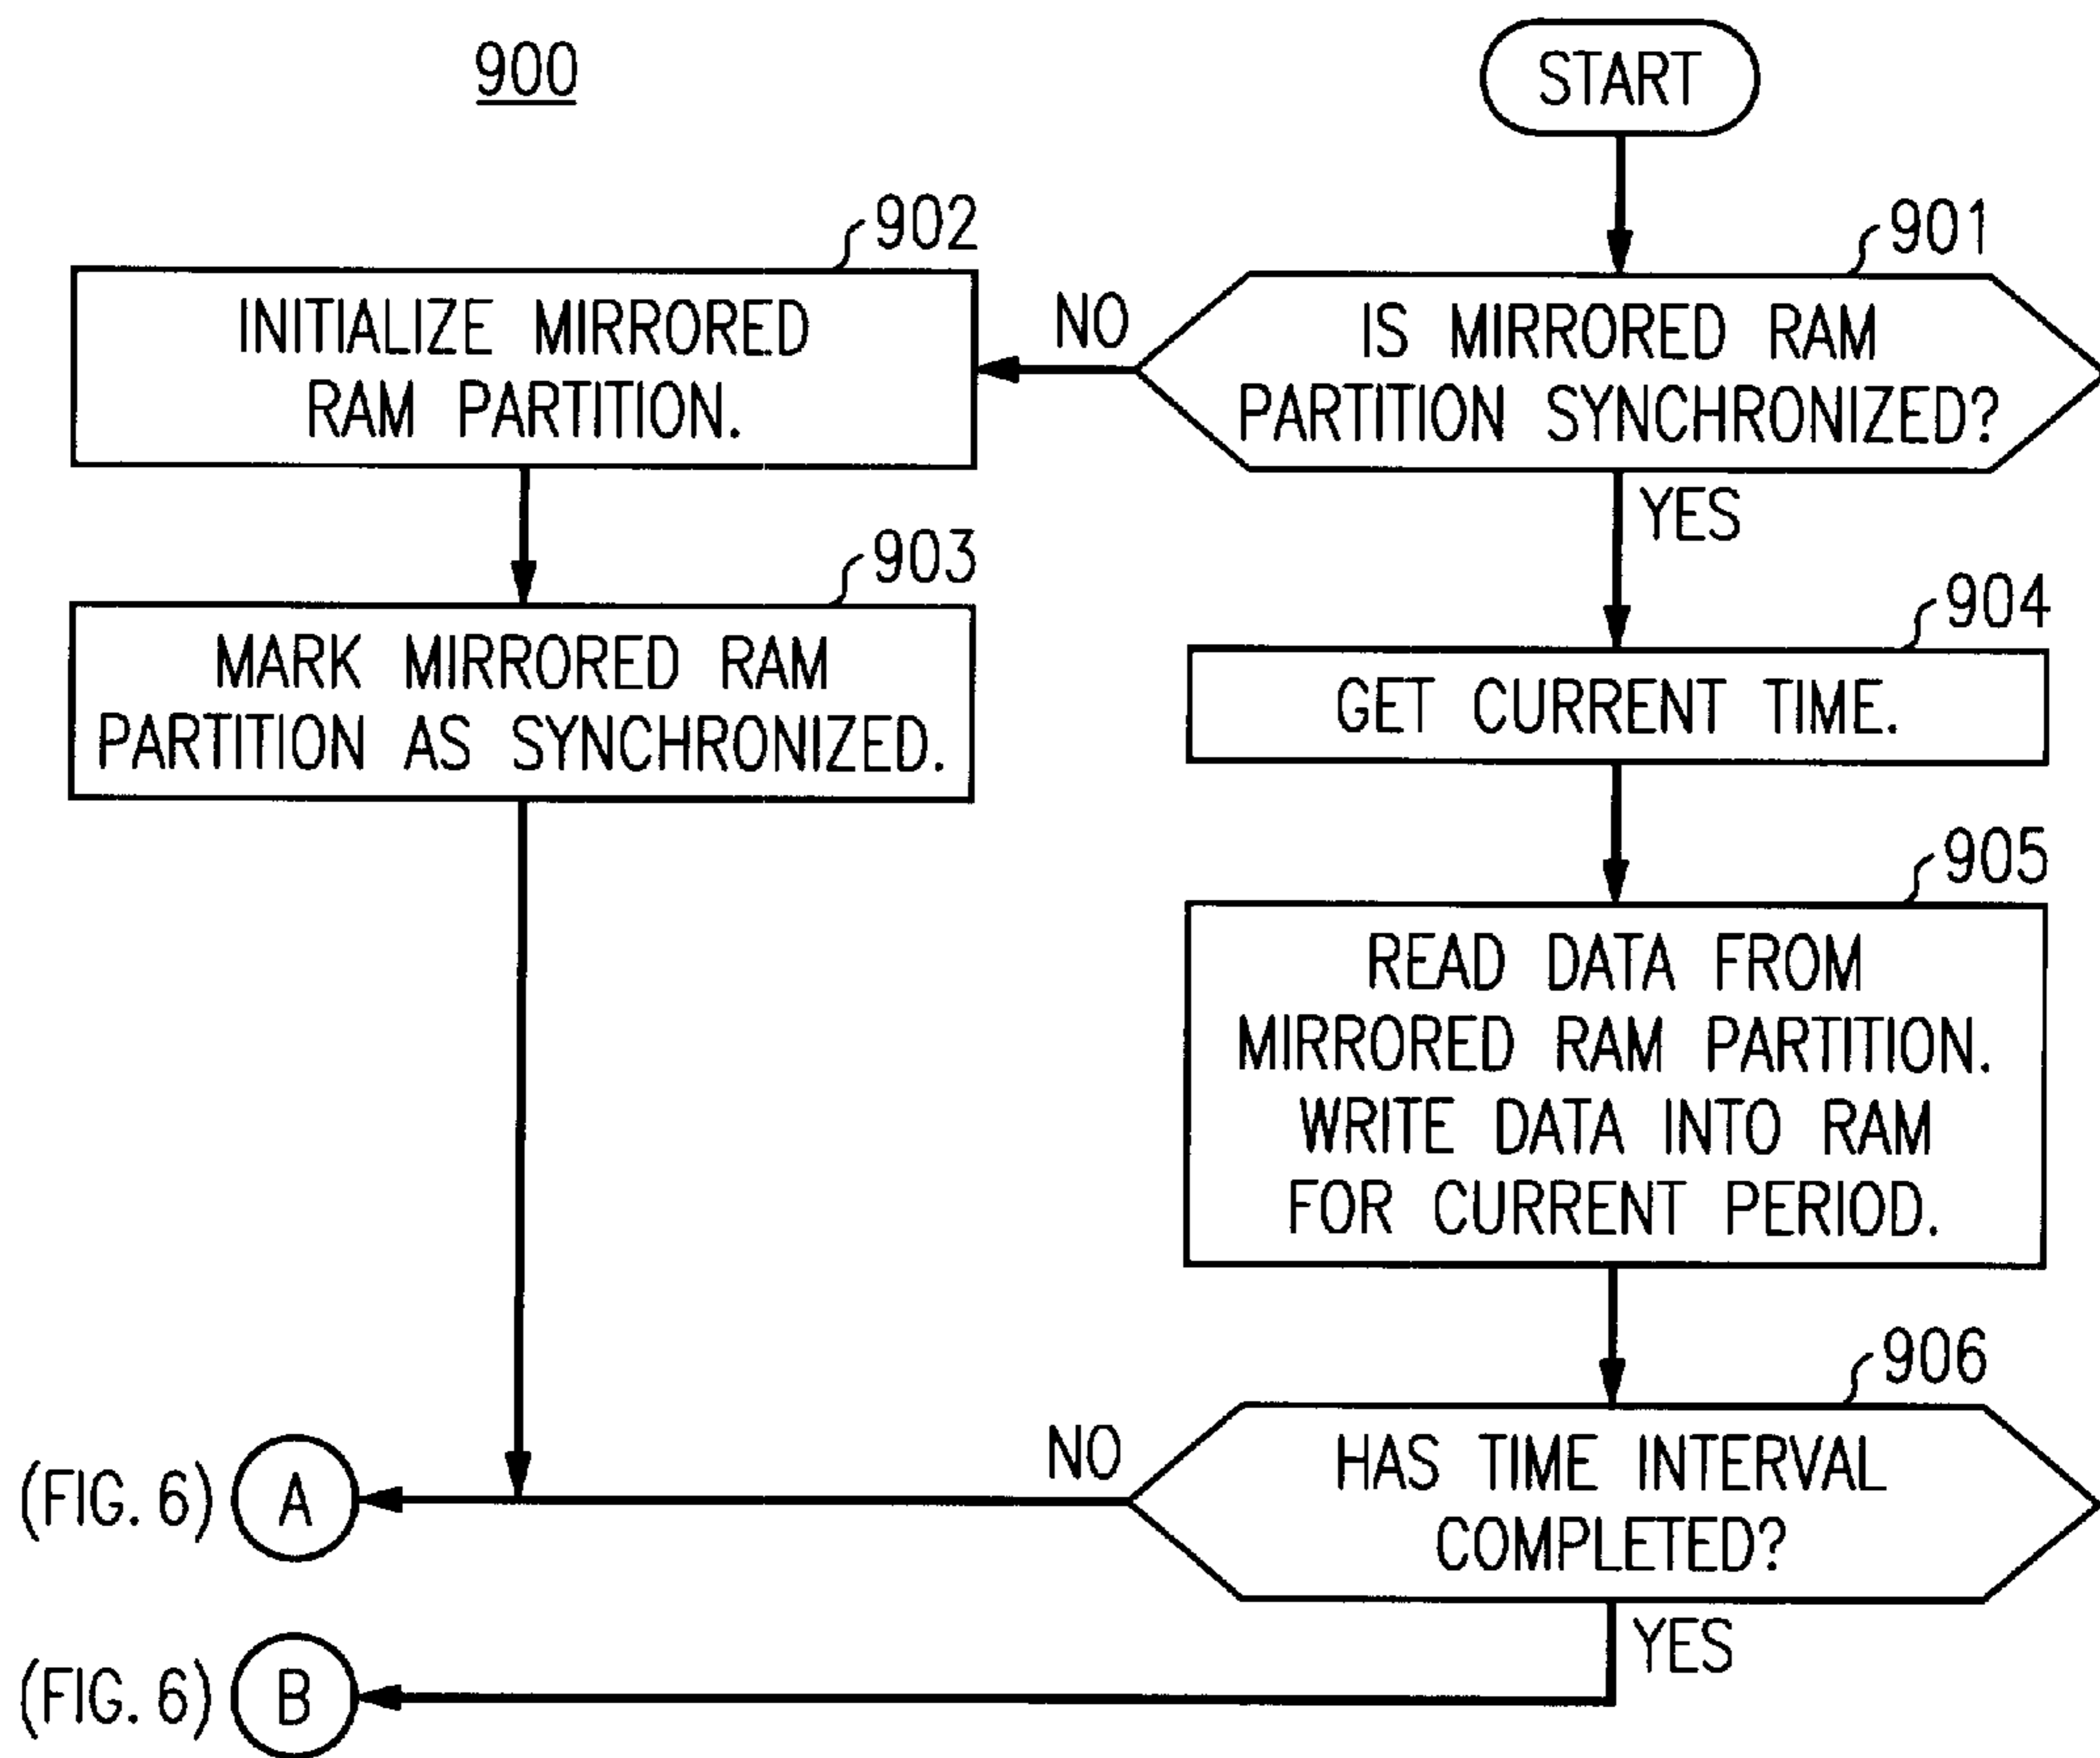 900
START
902
901
INITIALIZE MIRRORED
RAM PARTITION.
NO
IS MIRRORED RAM
PARTITION SYNCHRONIZED?
YES
903
MARK MIRRORED RAM
PARTITION AS SYNCHRONIZED.
904
GET CURRENT TIME.
905
READ DATA FROM
MIRRORED RAM PARTITION.
WRITE DATA INTO RAM
FOR CURRENT PERIOD.
906
HAS TIME INTERVAL
COMPLETED?
NO
(FIG. 6) A
YES
(FIG. 6) B